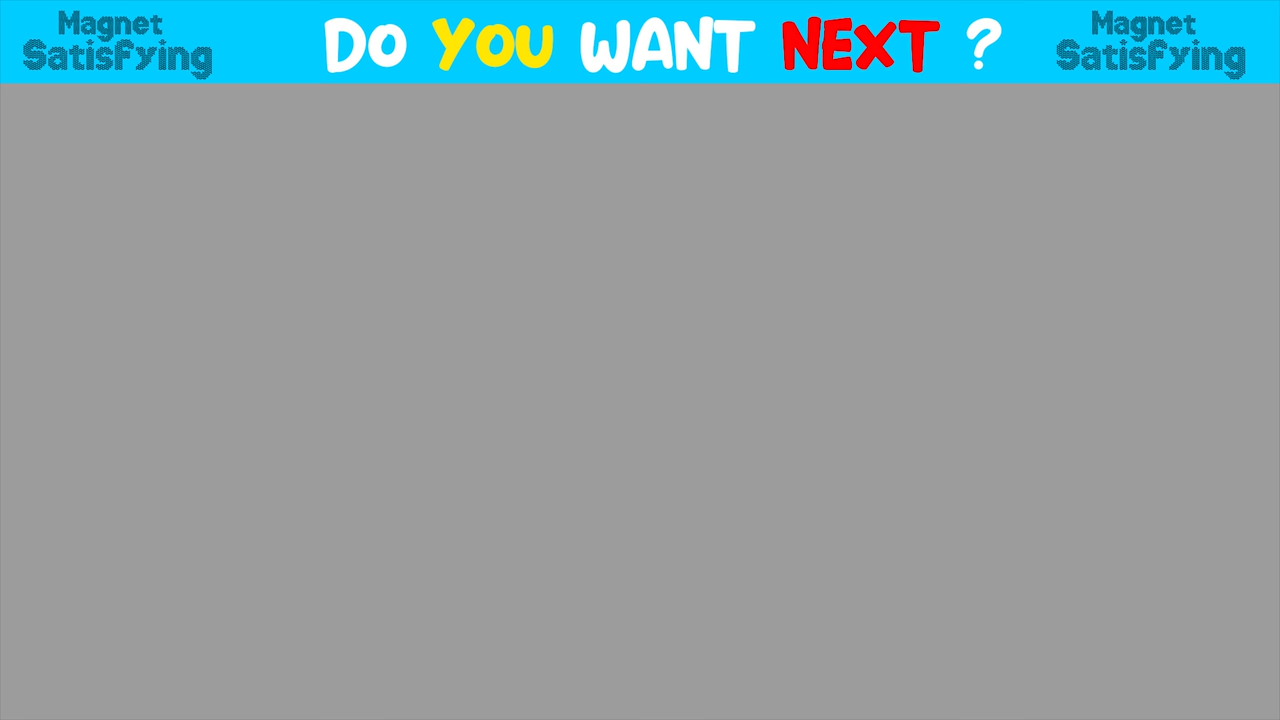 Magnet
Satisfying
DO YOU WANT NEXT ?
Magnet
Satisfying